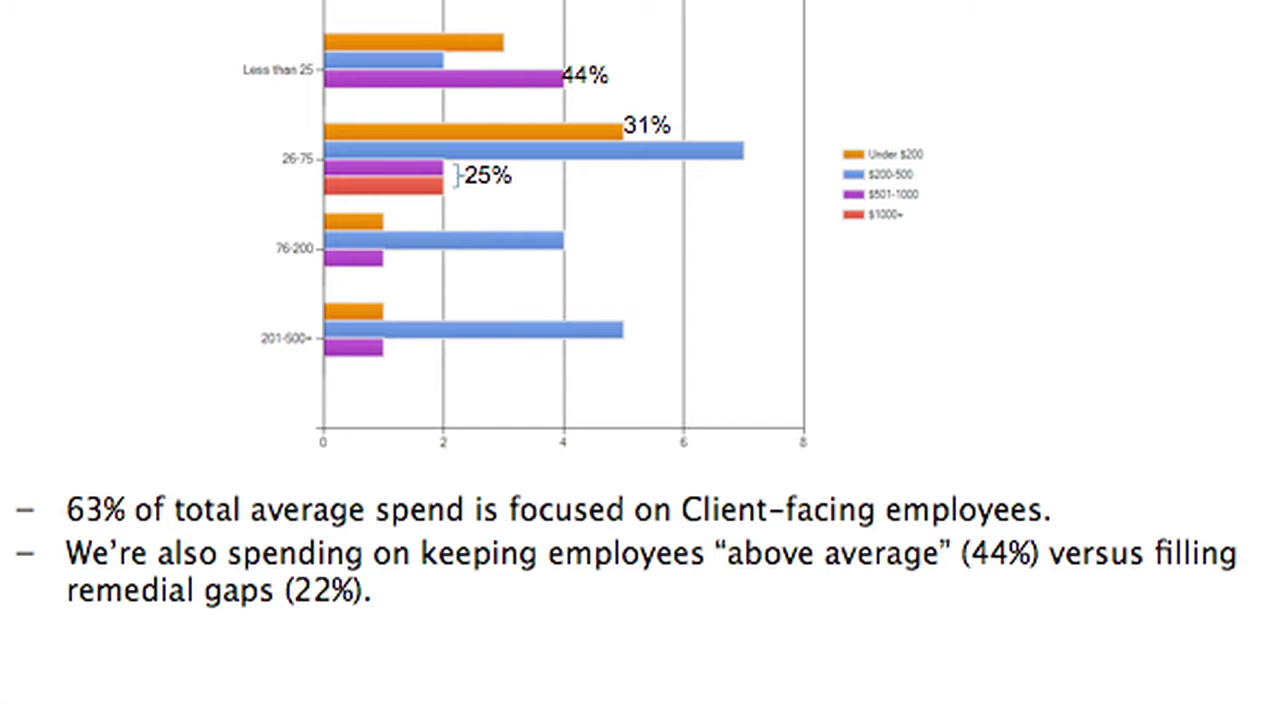 Less than 25
44%
31%
26-75
25%
76-200
201-500+
Under $200
$200-500
$501-1000
$1000+
0 2 4 6 8
– 63% of total average spend is focused on Client-facing employees.
– We’re also spending on keeping employees “above average” (44%) versus filling
remedial gaps (22%).